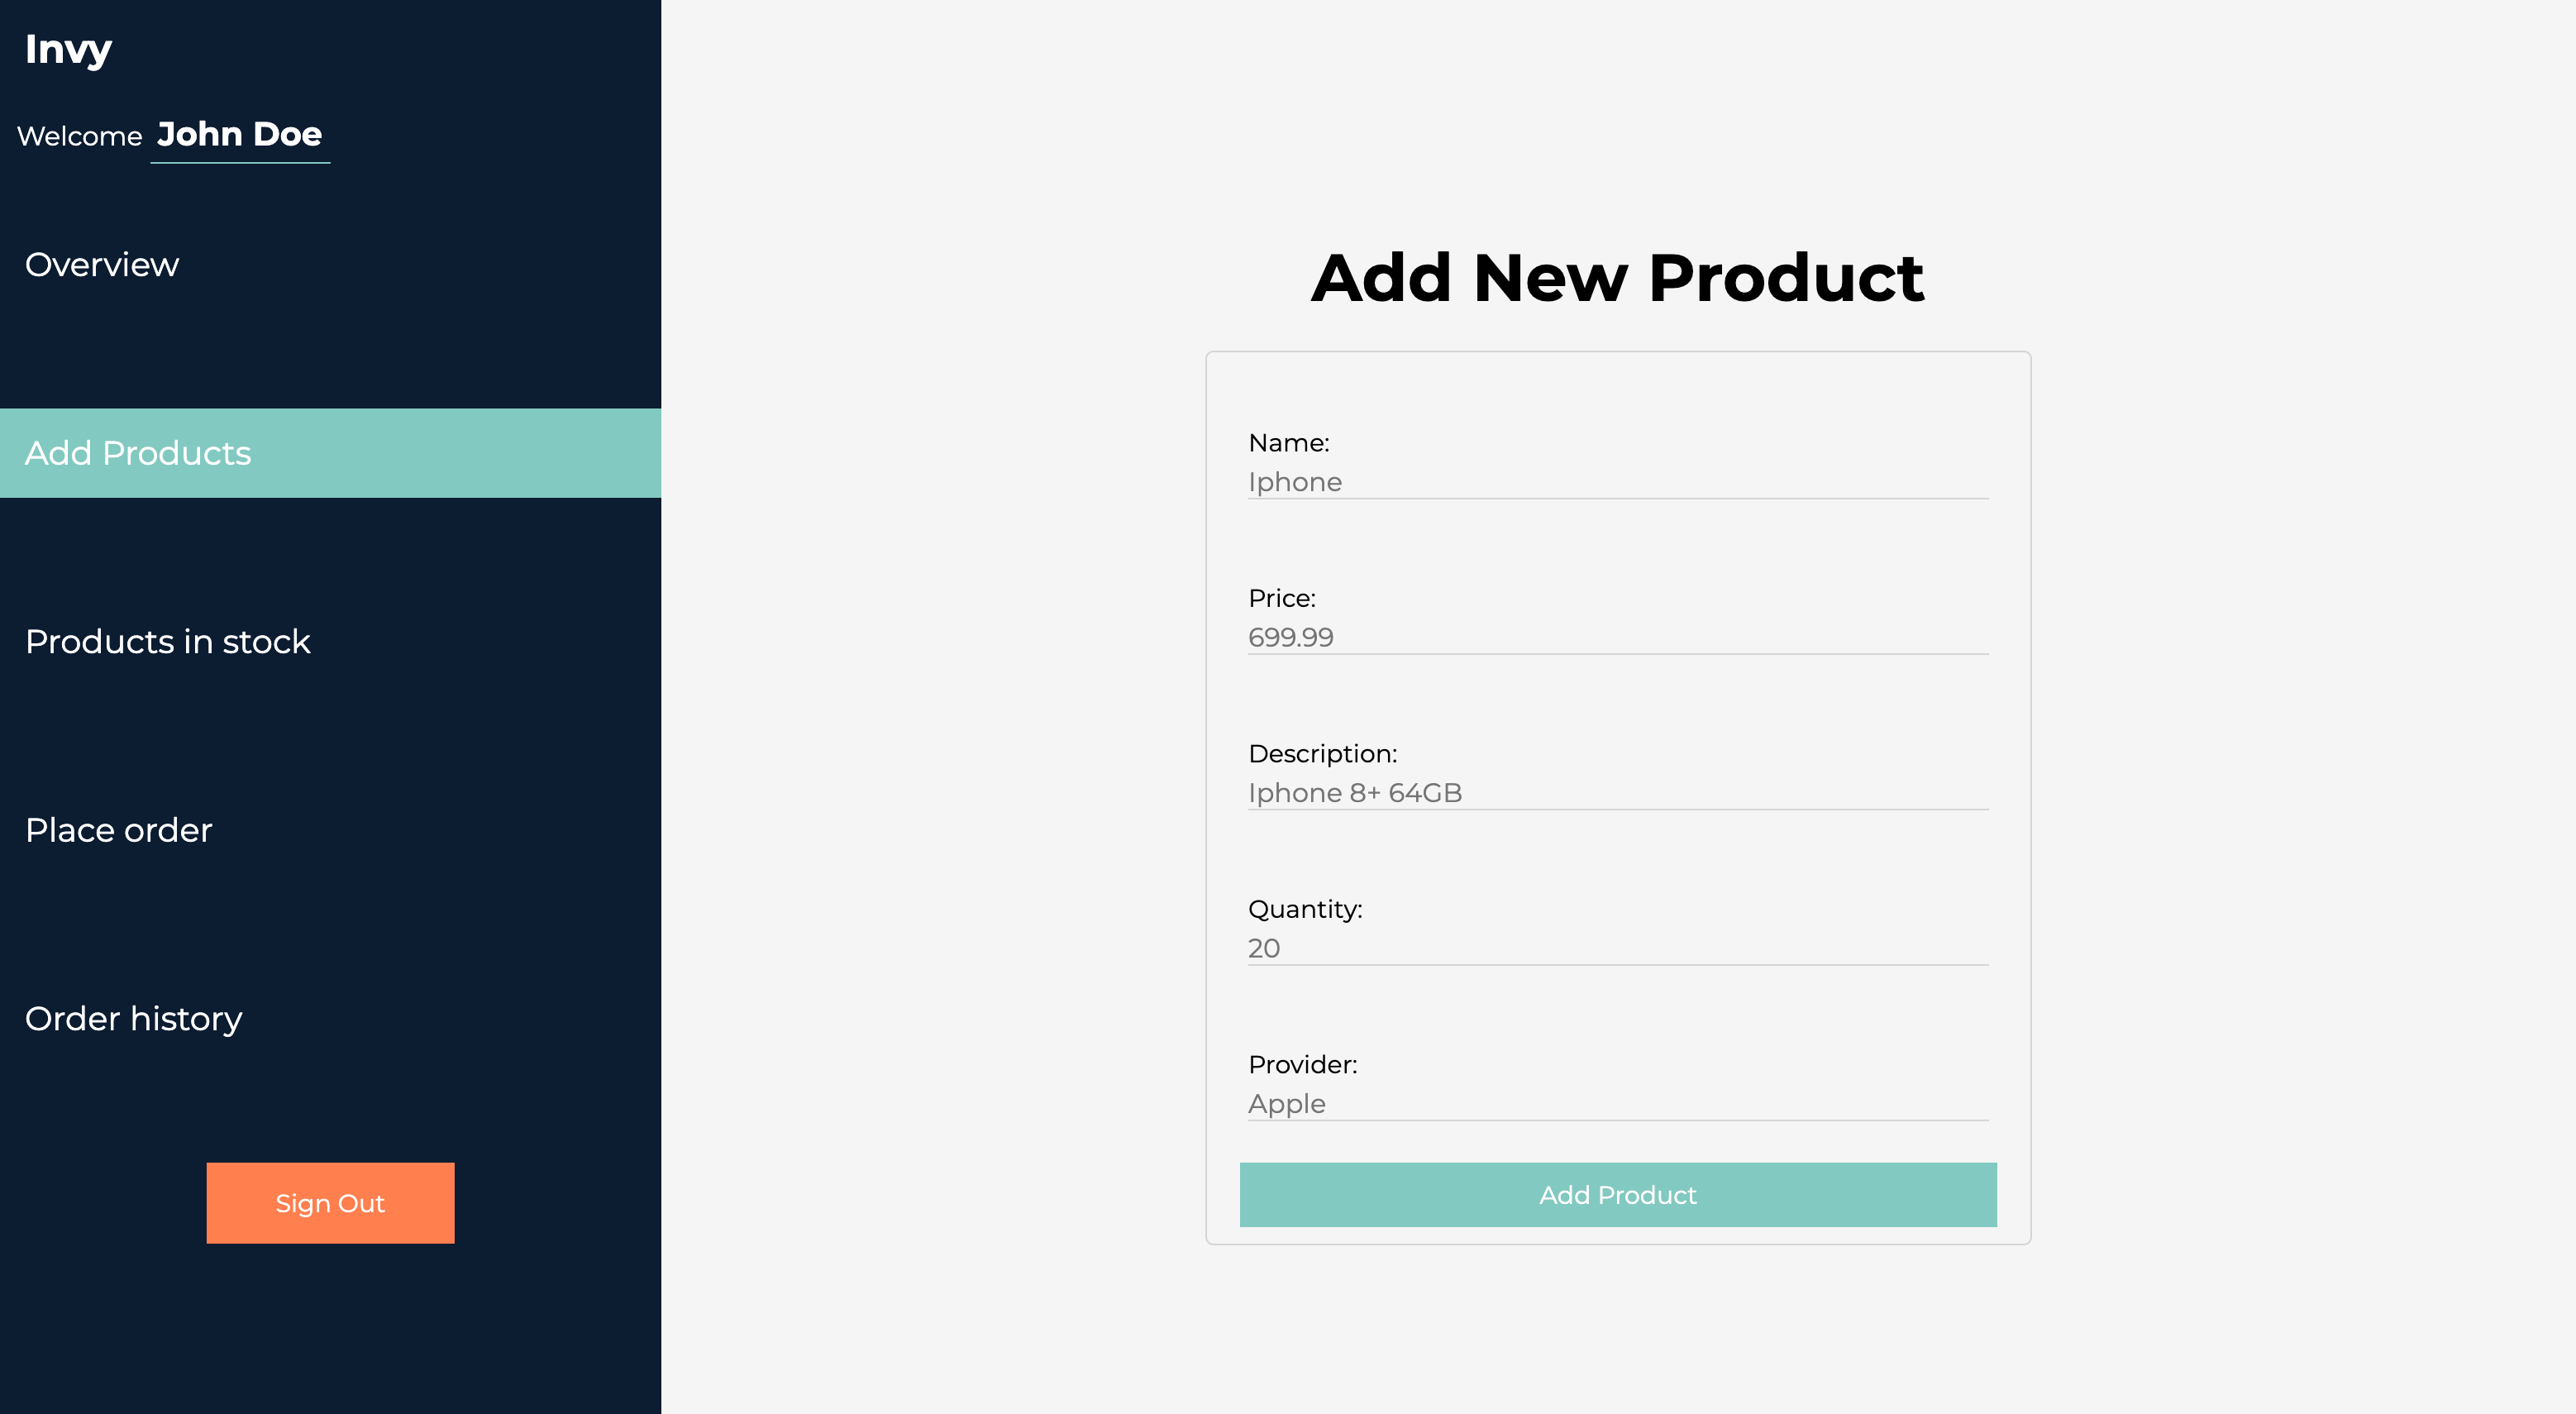 Invy
Welcome John Doe
Overview
Add Products
Products in stock
Place order
Order history
Sign Out
Add New Product
Name:
Iphone
Price:
699.99
Description:
Iphone 8+ 64GB
Quantity:
20
Provider:
Apple
Add Product